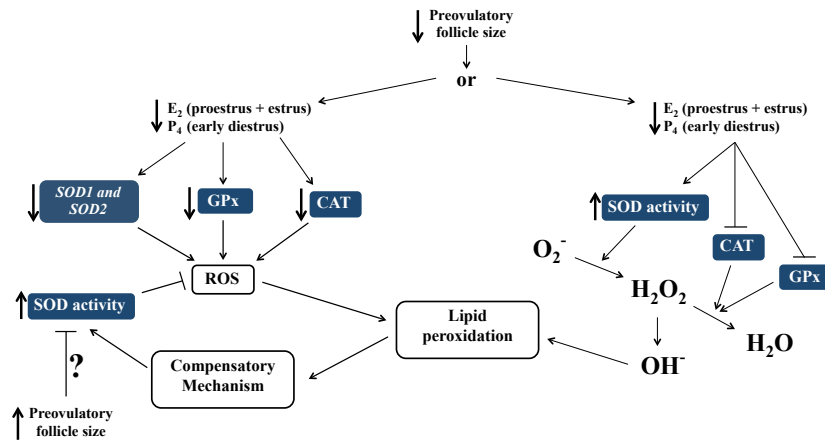 Preovulatory
follicle size
or
E₂ (proestrus + estrus)
P₄ (early diestrus)
E₂ (proestrus + estrus)
P₄ (early diestrus)
SOD1 and
SOD2
GPx
CAT
SOD activity
CAT
GPx
O₂⁻
H₂O₂
H₂O
OH⁻
ROS
SOD activity
Lipid
peroxidation
Compensatory
Mechanism
?
Preovulatory
follicle size